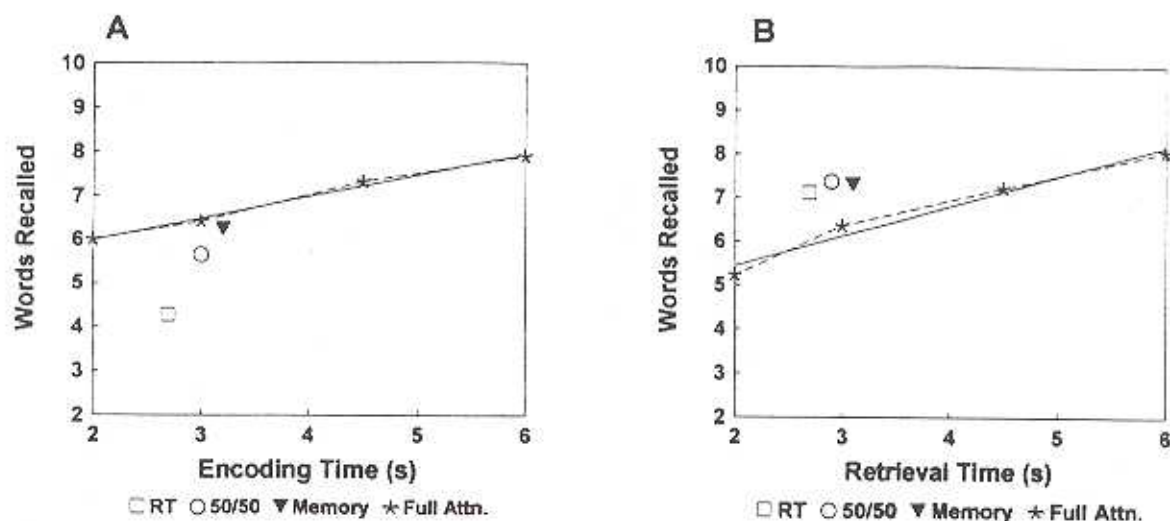 A
10
9
8
7
6
5
4
3
2
Words Recalled
2 3 4 5 6
Encoding Time (s)
RT 50/50 Memory Full Attn.
B
10
9
8
7
6
5
4
3
2
Words Recalled
2 3 4 5 6
Retrieval Time (s)
RT 50/50 Memory Full Attn.